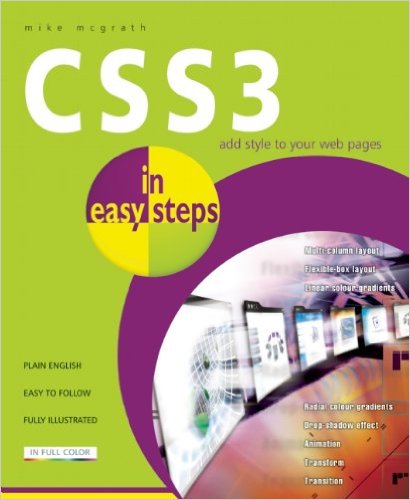 mike mcgrath
CSS3
add style to your web pages
in
easy steps
Multi-column layout
Flexible-box layout
Linear colour gradients
PLAIN ENGLISH
EASY TO FOLLOW
FULLY ILLUSTRATED
IN FULL COLOR
Radial colour gradients
Drop-shadow effect
Animation
Transform
Transition